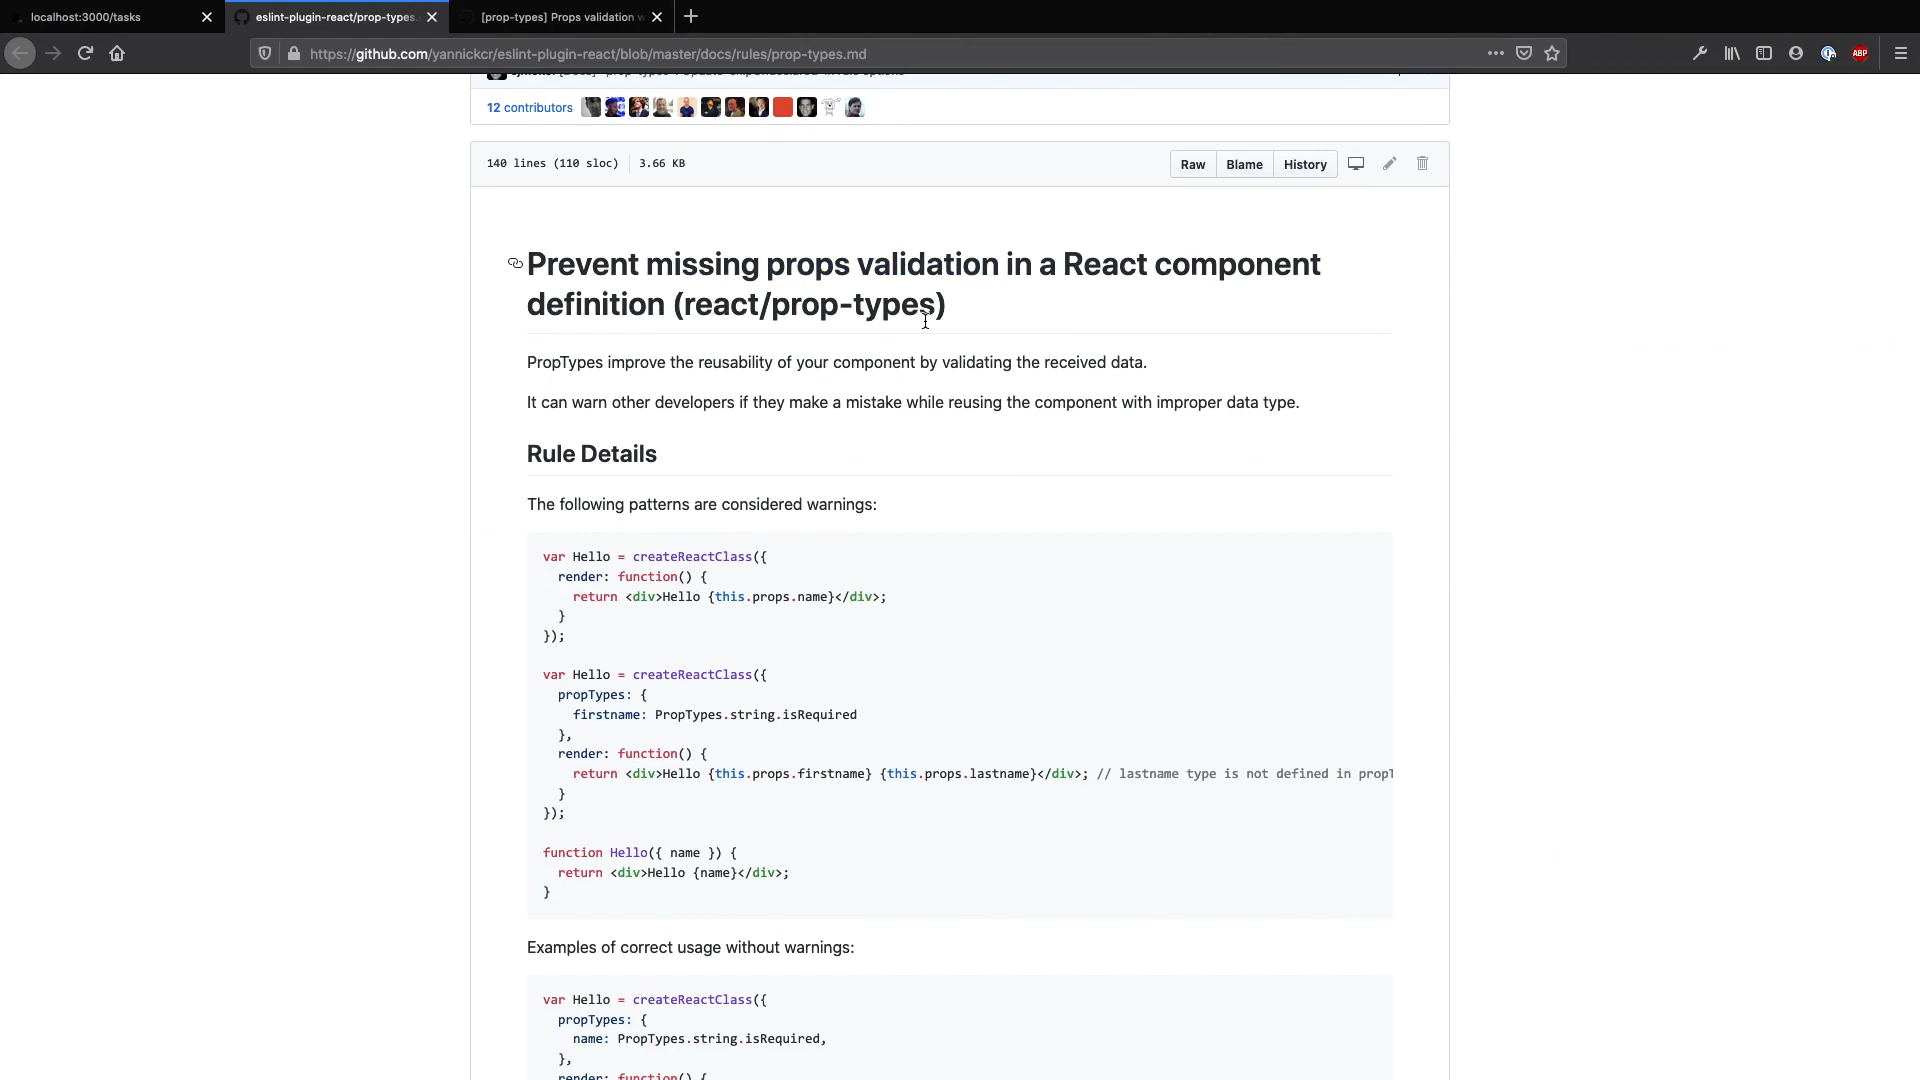 localhost:3000/tasks
eslint-plugin-react/prop-types.
[prop-types] Props validation w
https://github.com/yannickcr/eslint-plugin-react/blob/master/docs/rules/prop-types.md
ABP
12 contributors
140 lines (110 sloc) 3.66 KB
Raw Blame History
Prevent missing props validation in a React component
definition (react/prop-types)
PropTypes improve the reusability of your component by validating the received data.
It can warn other developers if they make a mistake while reusing the component with improper data type.
Rule Details
The following patterns are considered warnings:
var Hello = createReactClass({
render: function() {
return <div>Hello {this.props.name}</div>;
}
});
var Hello = createReactClass({
propTypes: {
firstname: PropTypes.string.isRequired
},
render: function() {
return <div>Hello {this.props.firstname} {this.props.lastname}</div>; // lastname type is not defined in propT
}
});
function Hello({ name }) {
return <div>Hello {name}</div>;
}
Examples of correct usage without warnings:
var Hello = createReactClass({
propTypes: {
name: PropTypes.string.isRequired,
},
render: function() {